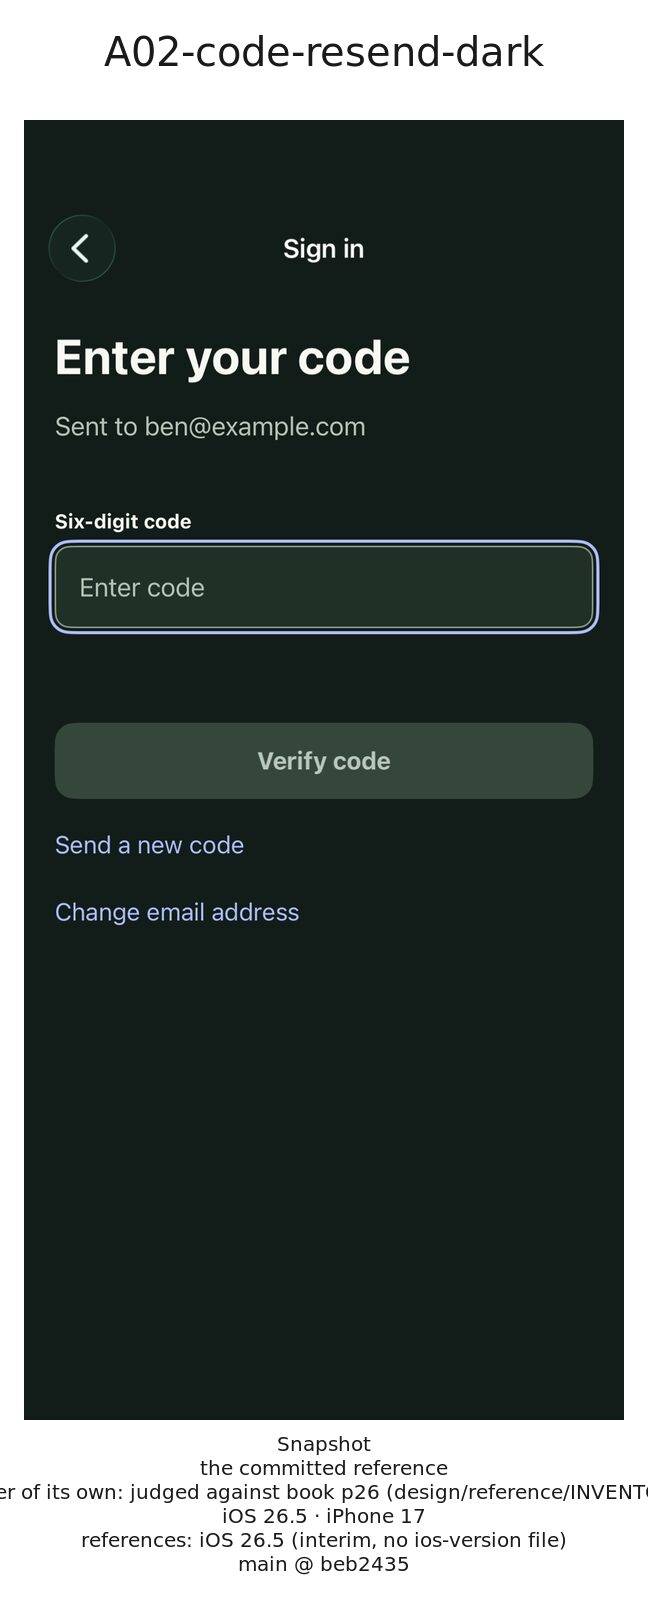 A02-code-resend-dark
Sign in
Enter your code
Sent to ben@example.com
Six-digit code
Enter code
Verify code
Send a new code
Change email address
Snapshot
the committed reference
of its own: judged against book p26 (design/reference/
iOS 26.5 · iPhone 17
references: iOS 26.5 (interim, no ios-version file)
main @ beb2435